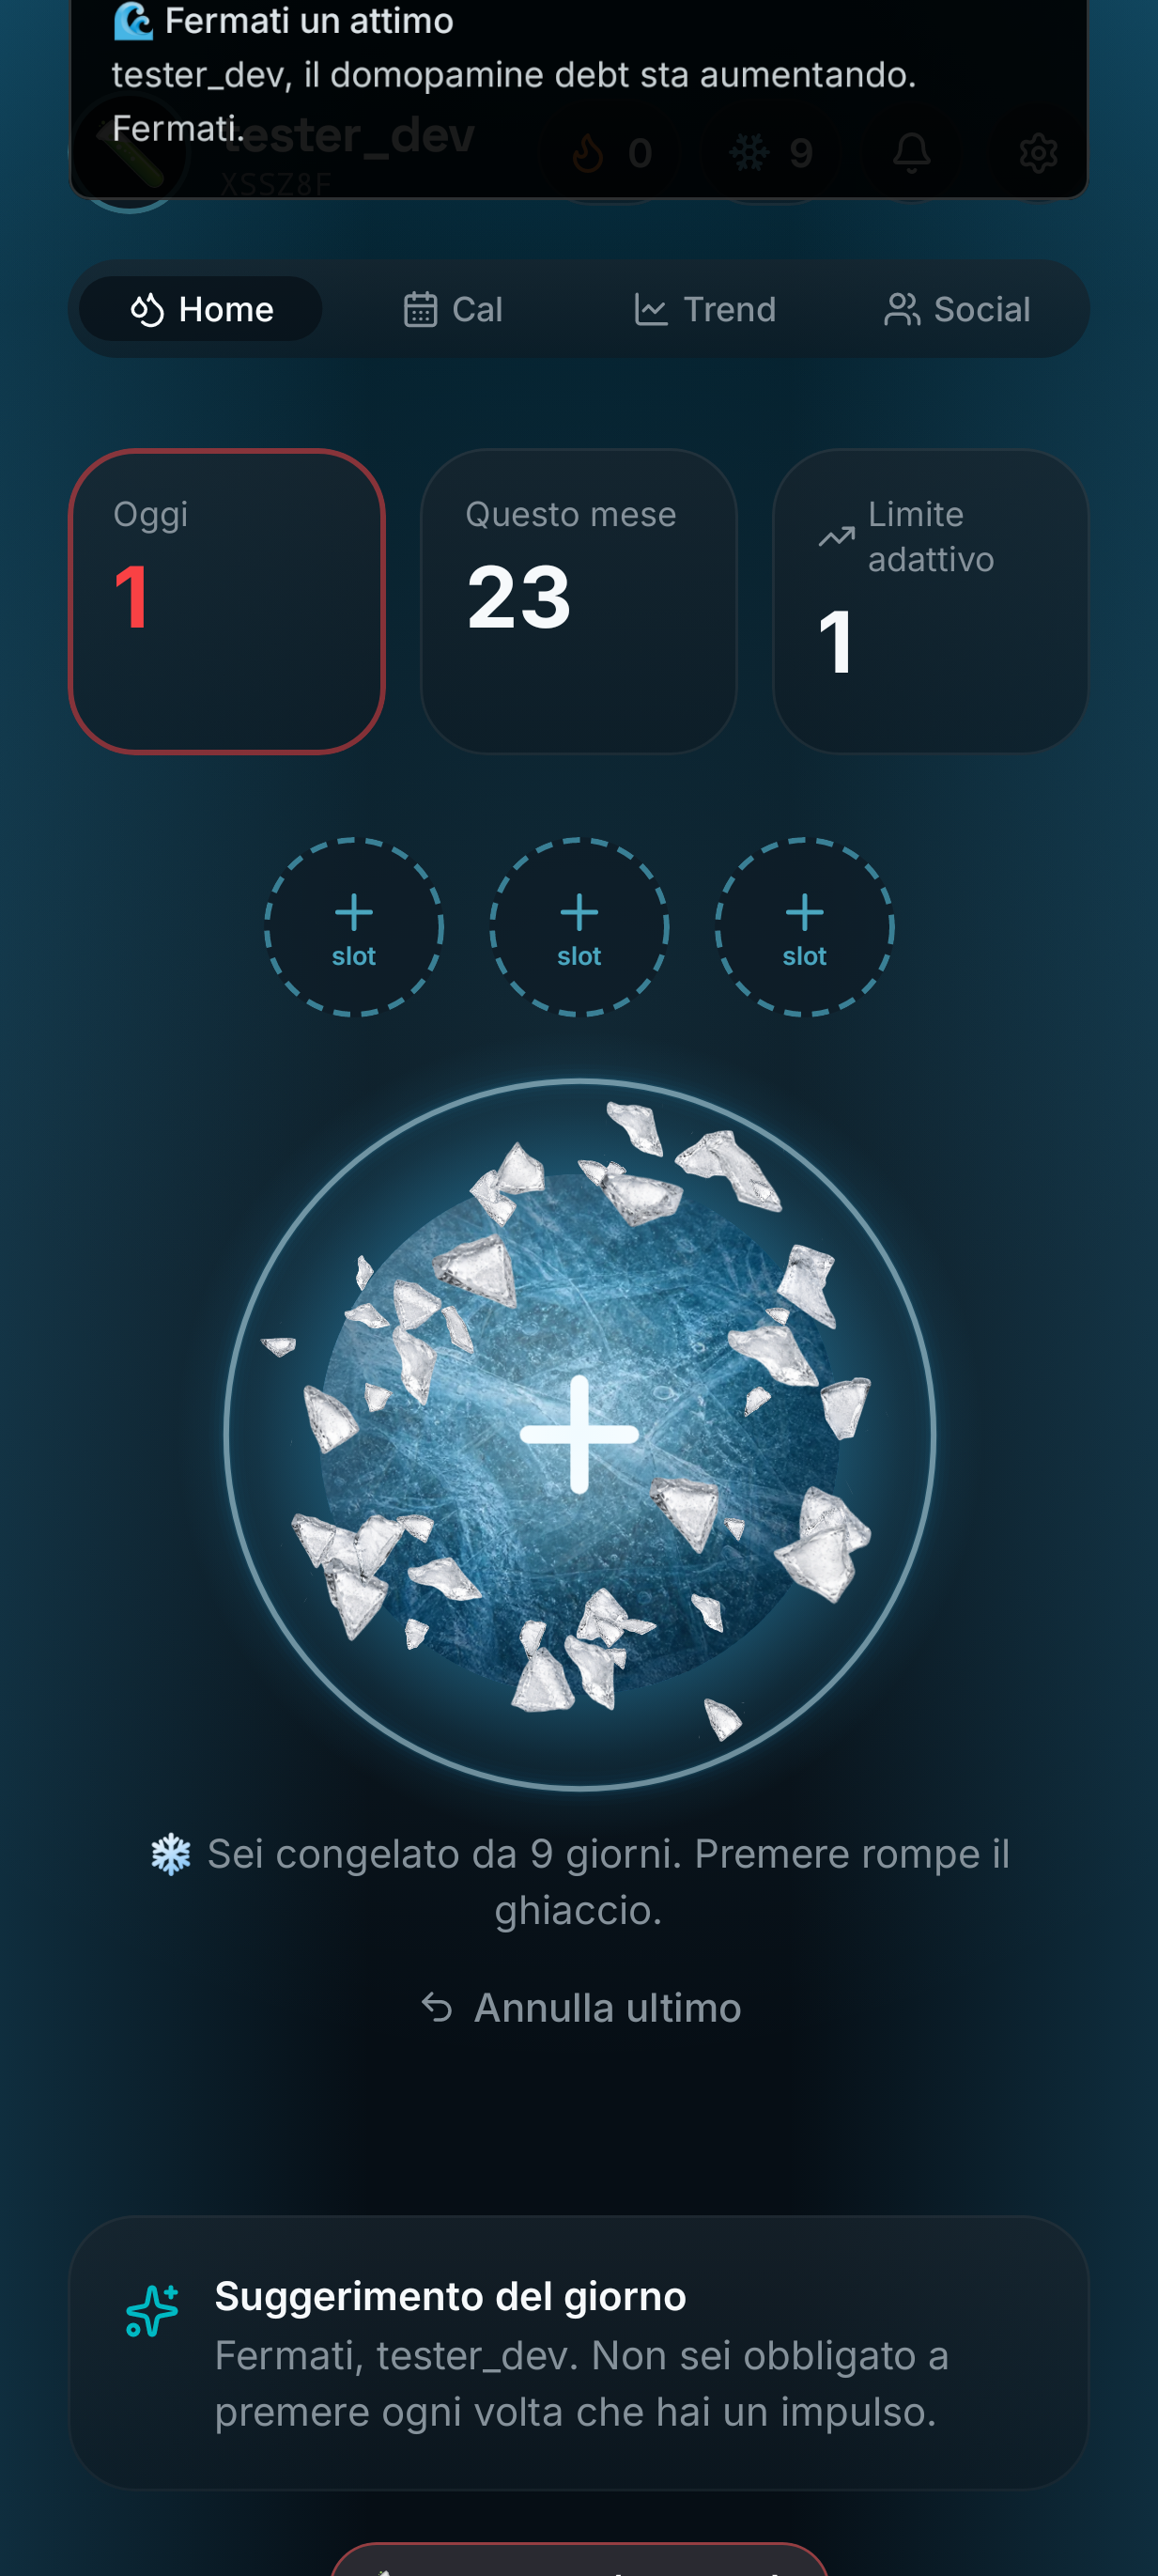 🌊 Fermati un attimo
tester_dev, il domopamine debt sta aumentando.
Fermati.
tester_dev
XSSZ8F
0
9
Home
Cal
Trend
Social
Oggi
1
Questo mese
23
Limite
adattivo
1
slot
slot
slot
❄️ Sei congelato da 9 giorni. Premere rompe il
ghiaccio.
Annulla ultimo
Suggerimento del giorno
Fermati, tester_dev. Non sei obbligato a
premere ogni volta che hai un impulso.